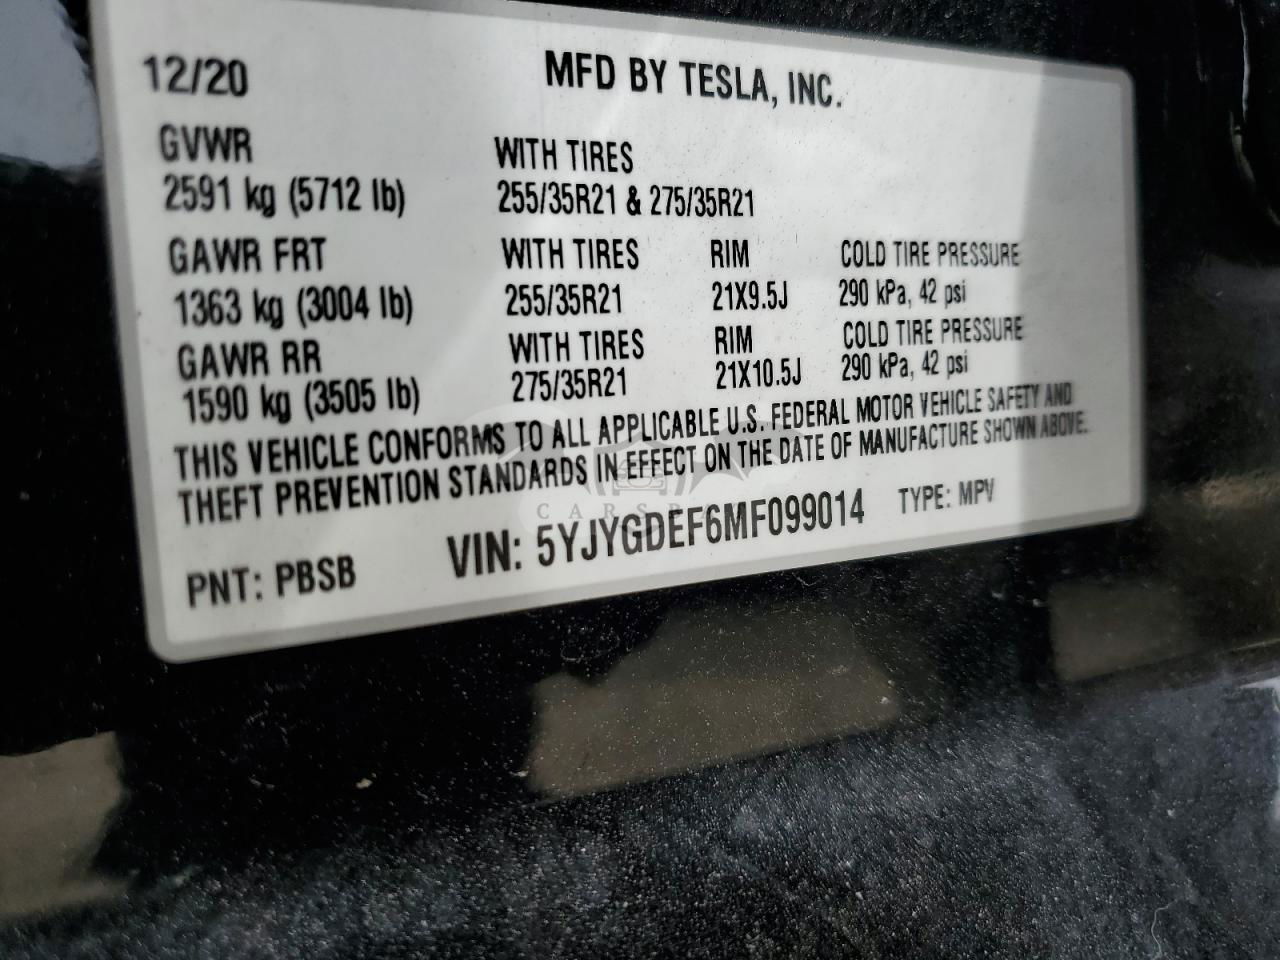 12/20 MFD BY TESLA, INC.
GVWR WITH TIRES
2591 kg (5712 lb) 255/35R21 & 275/35R21
GAWR FRT WITH TIRES RIM COLD TIRE PRESSURE
1363 kg (3004 lb) 255/35R21 21X9.5J 290 kPa, 42 psi
GAWR RR WITH TIRES RIM COLD TIRE PRESSURE
1590 kg (3505 lb) 275/35R21 21X10.5J 290 kPa, 42 psi
THIS VEHICLE CONFORMS TO ALL APPLICABLE U.S. FEDERAL MOTOR VEHICLE SAFETY AND
THEFT PREVENTION STANDARDS IN EFFECT ON THE DATE OF MANUFACTURE SHOWN ABOVE.
PNT: PBSB VIN: 5YJYGDEF6MF099014 TYPE: MPV